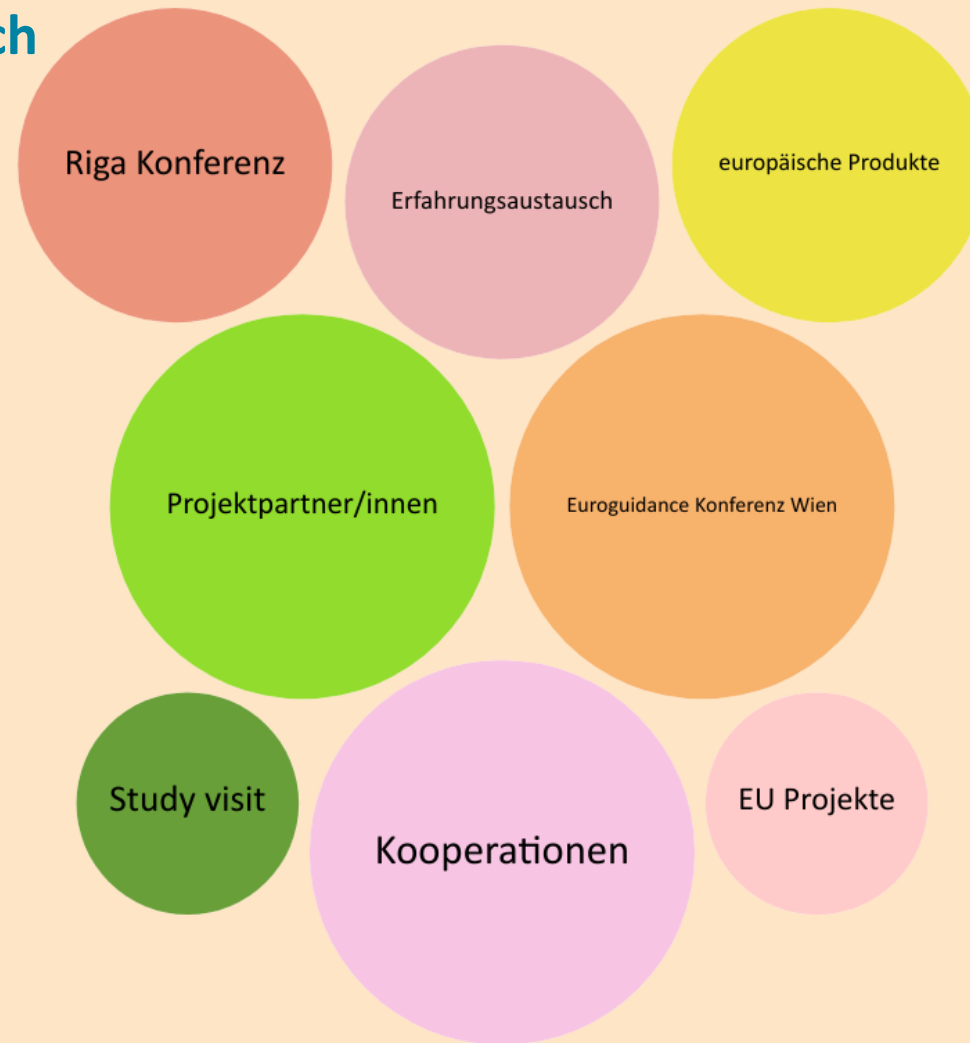 ch
Riga Konferenz
Erfahrungsaustausch
europäische Produkte
Projektpartner/innen
Euroguidance Konferenz Wien
Study visit
Kooperationen
EU Projekte